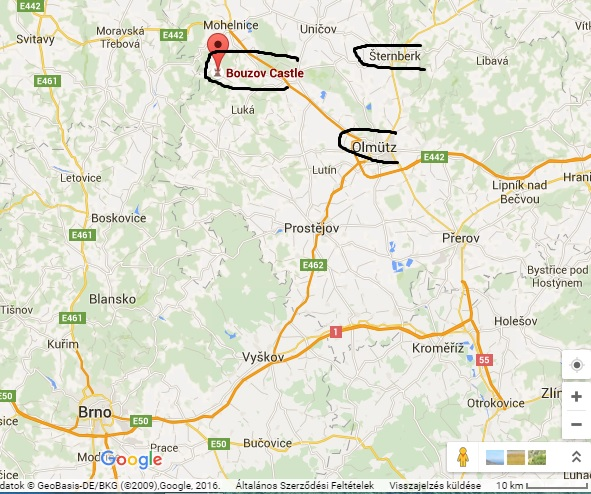 Mohelnice
Uničov
Svitavy
Moravská
Třebová
E442
Šternberk
Libavá
Bouzov Castle
E461
Luká
Olmütz
E442
Letovice
Lutín
Lipník nad
Bečvou
Hrani
Boskovice
Prostějov
Přerov
E461
E462
Bystřice pod
Hostýnem
Blansko
Tišnov
E461
Holešov
1
Kuřim
Vyškov
Kroměříž
55
E50
Brno
E50
Otrokovice
Zlín
Prace
E50
Bučovice
Google
datok © GeoBasis-DE/BKG (©2009),Google, 2016. Általános Szerződési Feltételek Visszajelzés küldése 10 km